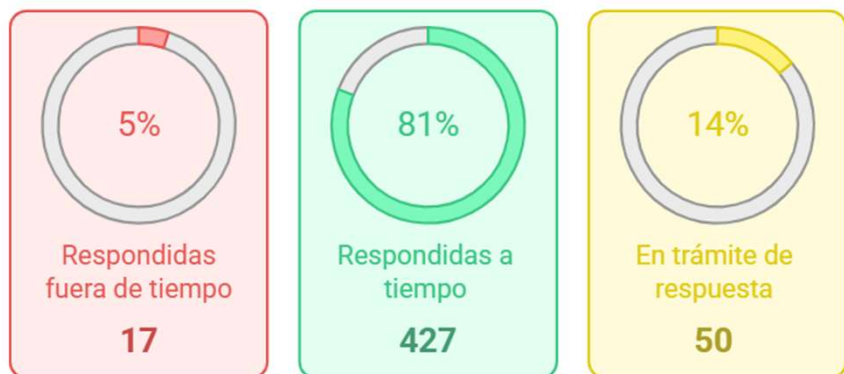 5%
Respondidas
fuera de tiempo
17
81%
Respondidas a
tiempo
427
14%
En trámite de
respuesta
50